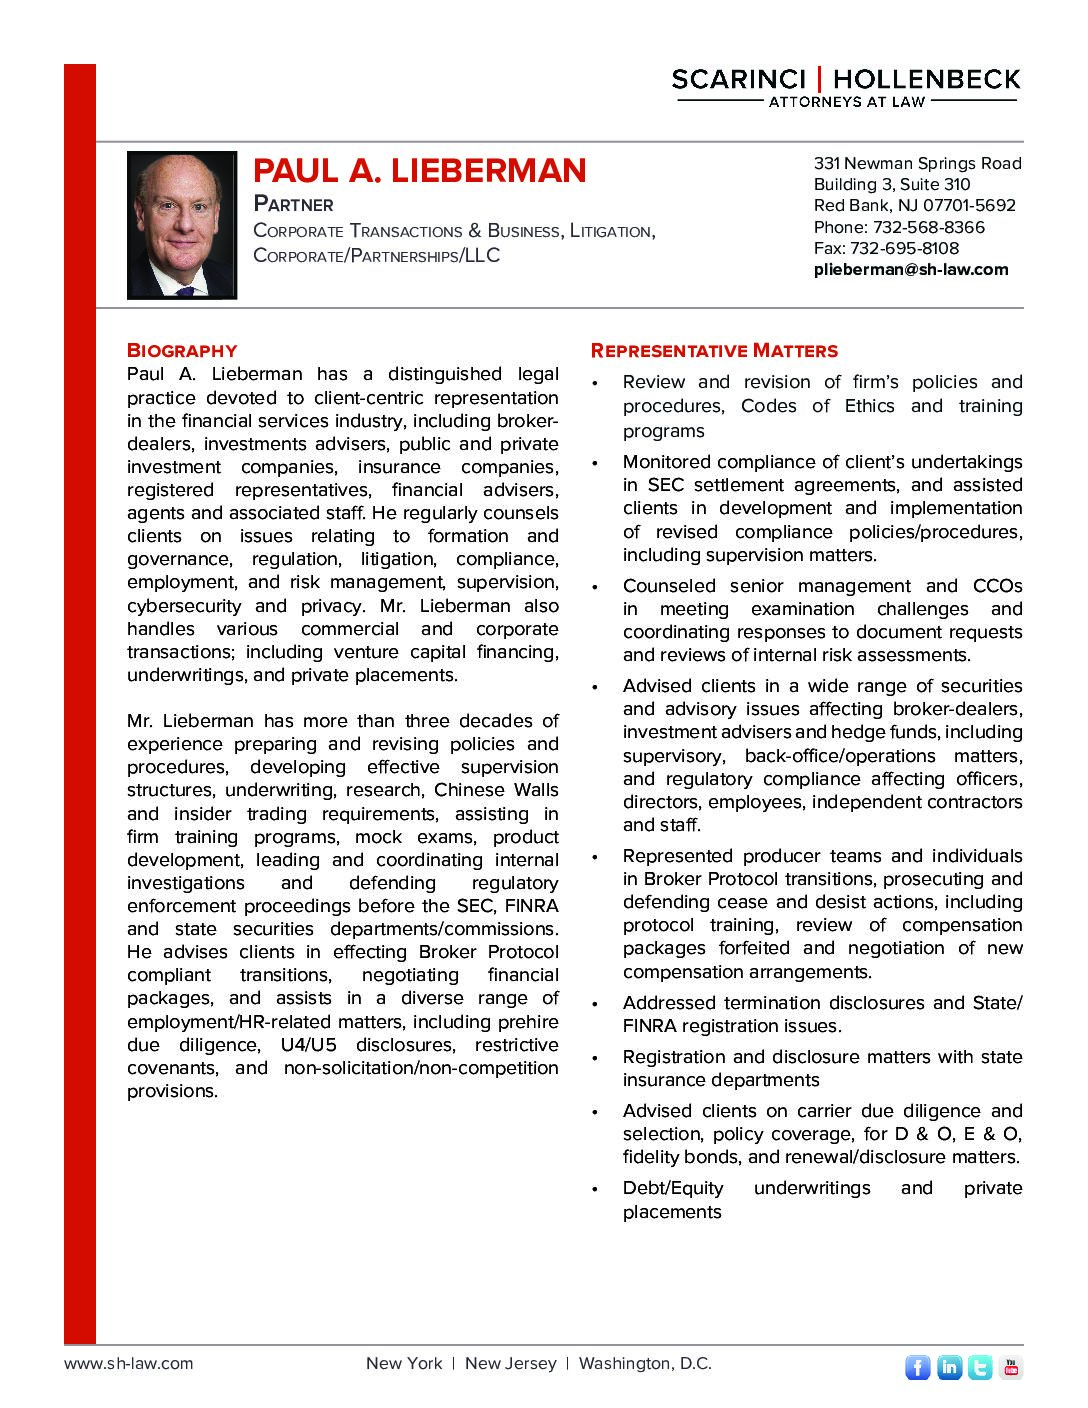 SCARINCI | HOLLENBECK
ATTORNEYS AT LAW
PAUL A. LIEBERMAN
PARTNER
CORPORATE TRANSACTIONS & BUSINESS, LITIGATION,
CORPORATE/PARTNERSHIPS/LLC
331 Newman Springs Road
Building 3, Suite 310
Red Bank, NJ 07701-5692
Phone: 732-568-8366
Fax: 732-695-8108
plieberman@sh-law.com
BIOGRAPHY
Paul A. Lieberman has a distinguished legal
practice devoted to client-centric representation
in the financial services industry, including broker-
dealers, investments advisers, public and private
investment companies, insurance companies,
registered representatives, financial advisers,
agents and associated staff. He regularly counsels
clients on issues relating to formation and
governance, regulation, litigation, compliance,
employment, and risk management, supervision,
cybersecurity and privacy. Mr. Lieberman also
handles various commercial and corporate
transactions; including venture capital financing,
underwritings, and private placements.
Mr. Lieberman has more than three decades of
experience preparing and revising policies and
procedures, developing effective supervision
structures, underwriting, research, Chinese Walls
and insider trading requirements, assisting in
firm training programs, mock exams, product
development, leading and coordinating internal
investigations and defending regulatory
enforcement proceedings before the SEC, FINRA
and state securities departments/commissions.
He advises clients in effecting Broker Protocol
compliant transitions, negotiating financial
packages, and assists in a diverse range of
employment/HR-related matters, including prehire
due diligence, U4/U5 disclosures, restrictive
covenants, and non-solicitation/non-competition
provisions.
REPRESENTATIVE MATTERS
• Review and revision of firm's policies and
procedures, Codes of Ethics and training
programs
• Monitored compliance of client's undertakings
in SEC settlement agreements, and assisted
clients in development and implementation
of revised compliance policies/procedures,
including supervision matters.
• Counseled senior management and CCOs
in meeting examination challenges and
coordinating responses to document requests
and reviews of internal risk assessments.
• Advised clients in a wide range of securities
and advisory issues affecting broker-dealers,
investment advisers and hedge funds, including
supervisory, back-office/operations matters,
and regulatory compliance affecting officers,
directors, employees, independent contractors
and staff.
• Represented producer teams and individuals
in Broker Protocol transitions, prosecuting and
defending cease and desist actions, including
protocol training, review of compensation
packages forfeited and negotiation of new
compensation arrangements.
• Addressed termination disclosures and State/
FINRA registration issues.
• Registration and disclosure matters with state
insurance departments
• Advised clients on carrier due diligence and
selection, policy coverage, for D & O, E & O,
fidelity bonds, and renewal/disclosure matters.
• Debt/Equity underwritings and private
placements
www.sh-law.com
New York | New Jersey | Washington, D.C.
f in t You Tube